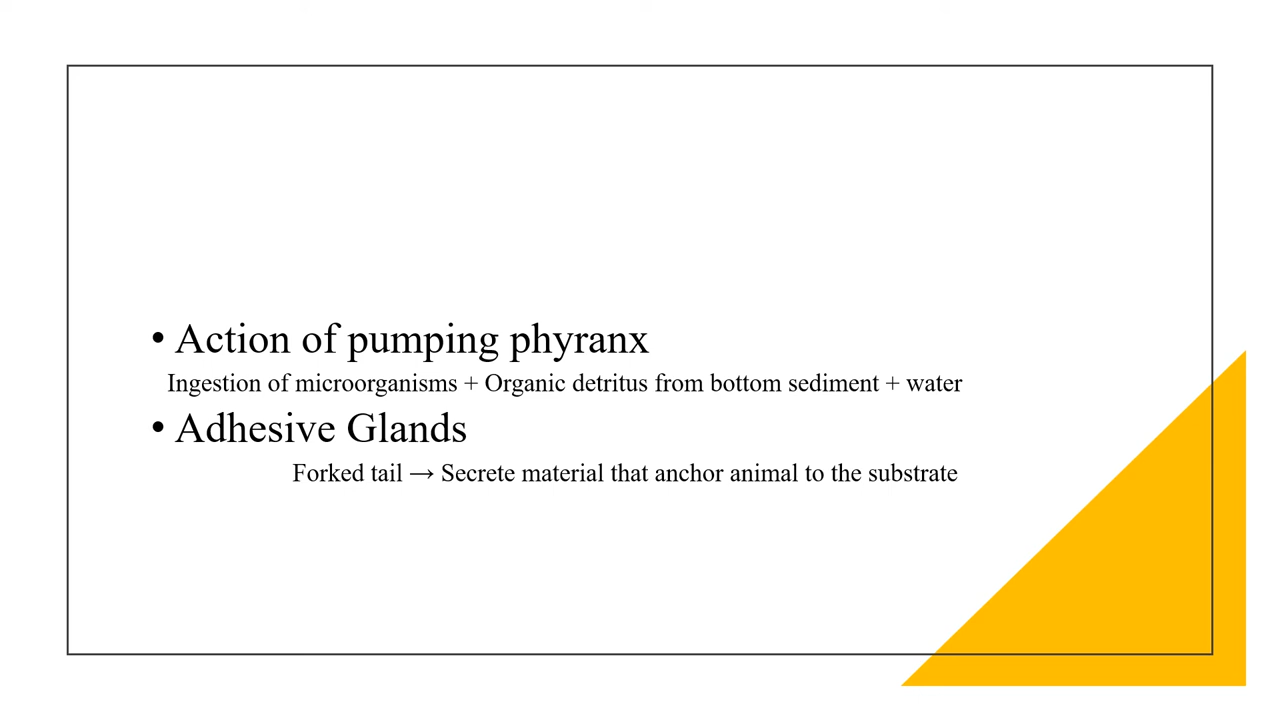 • Action of pumping phyranx
Ingestion of microorganisms + Organic detritus from bottom sediment + water
• Adhesive Glands
Forked tail → Secrete material that anchor animal to the substrate